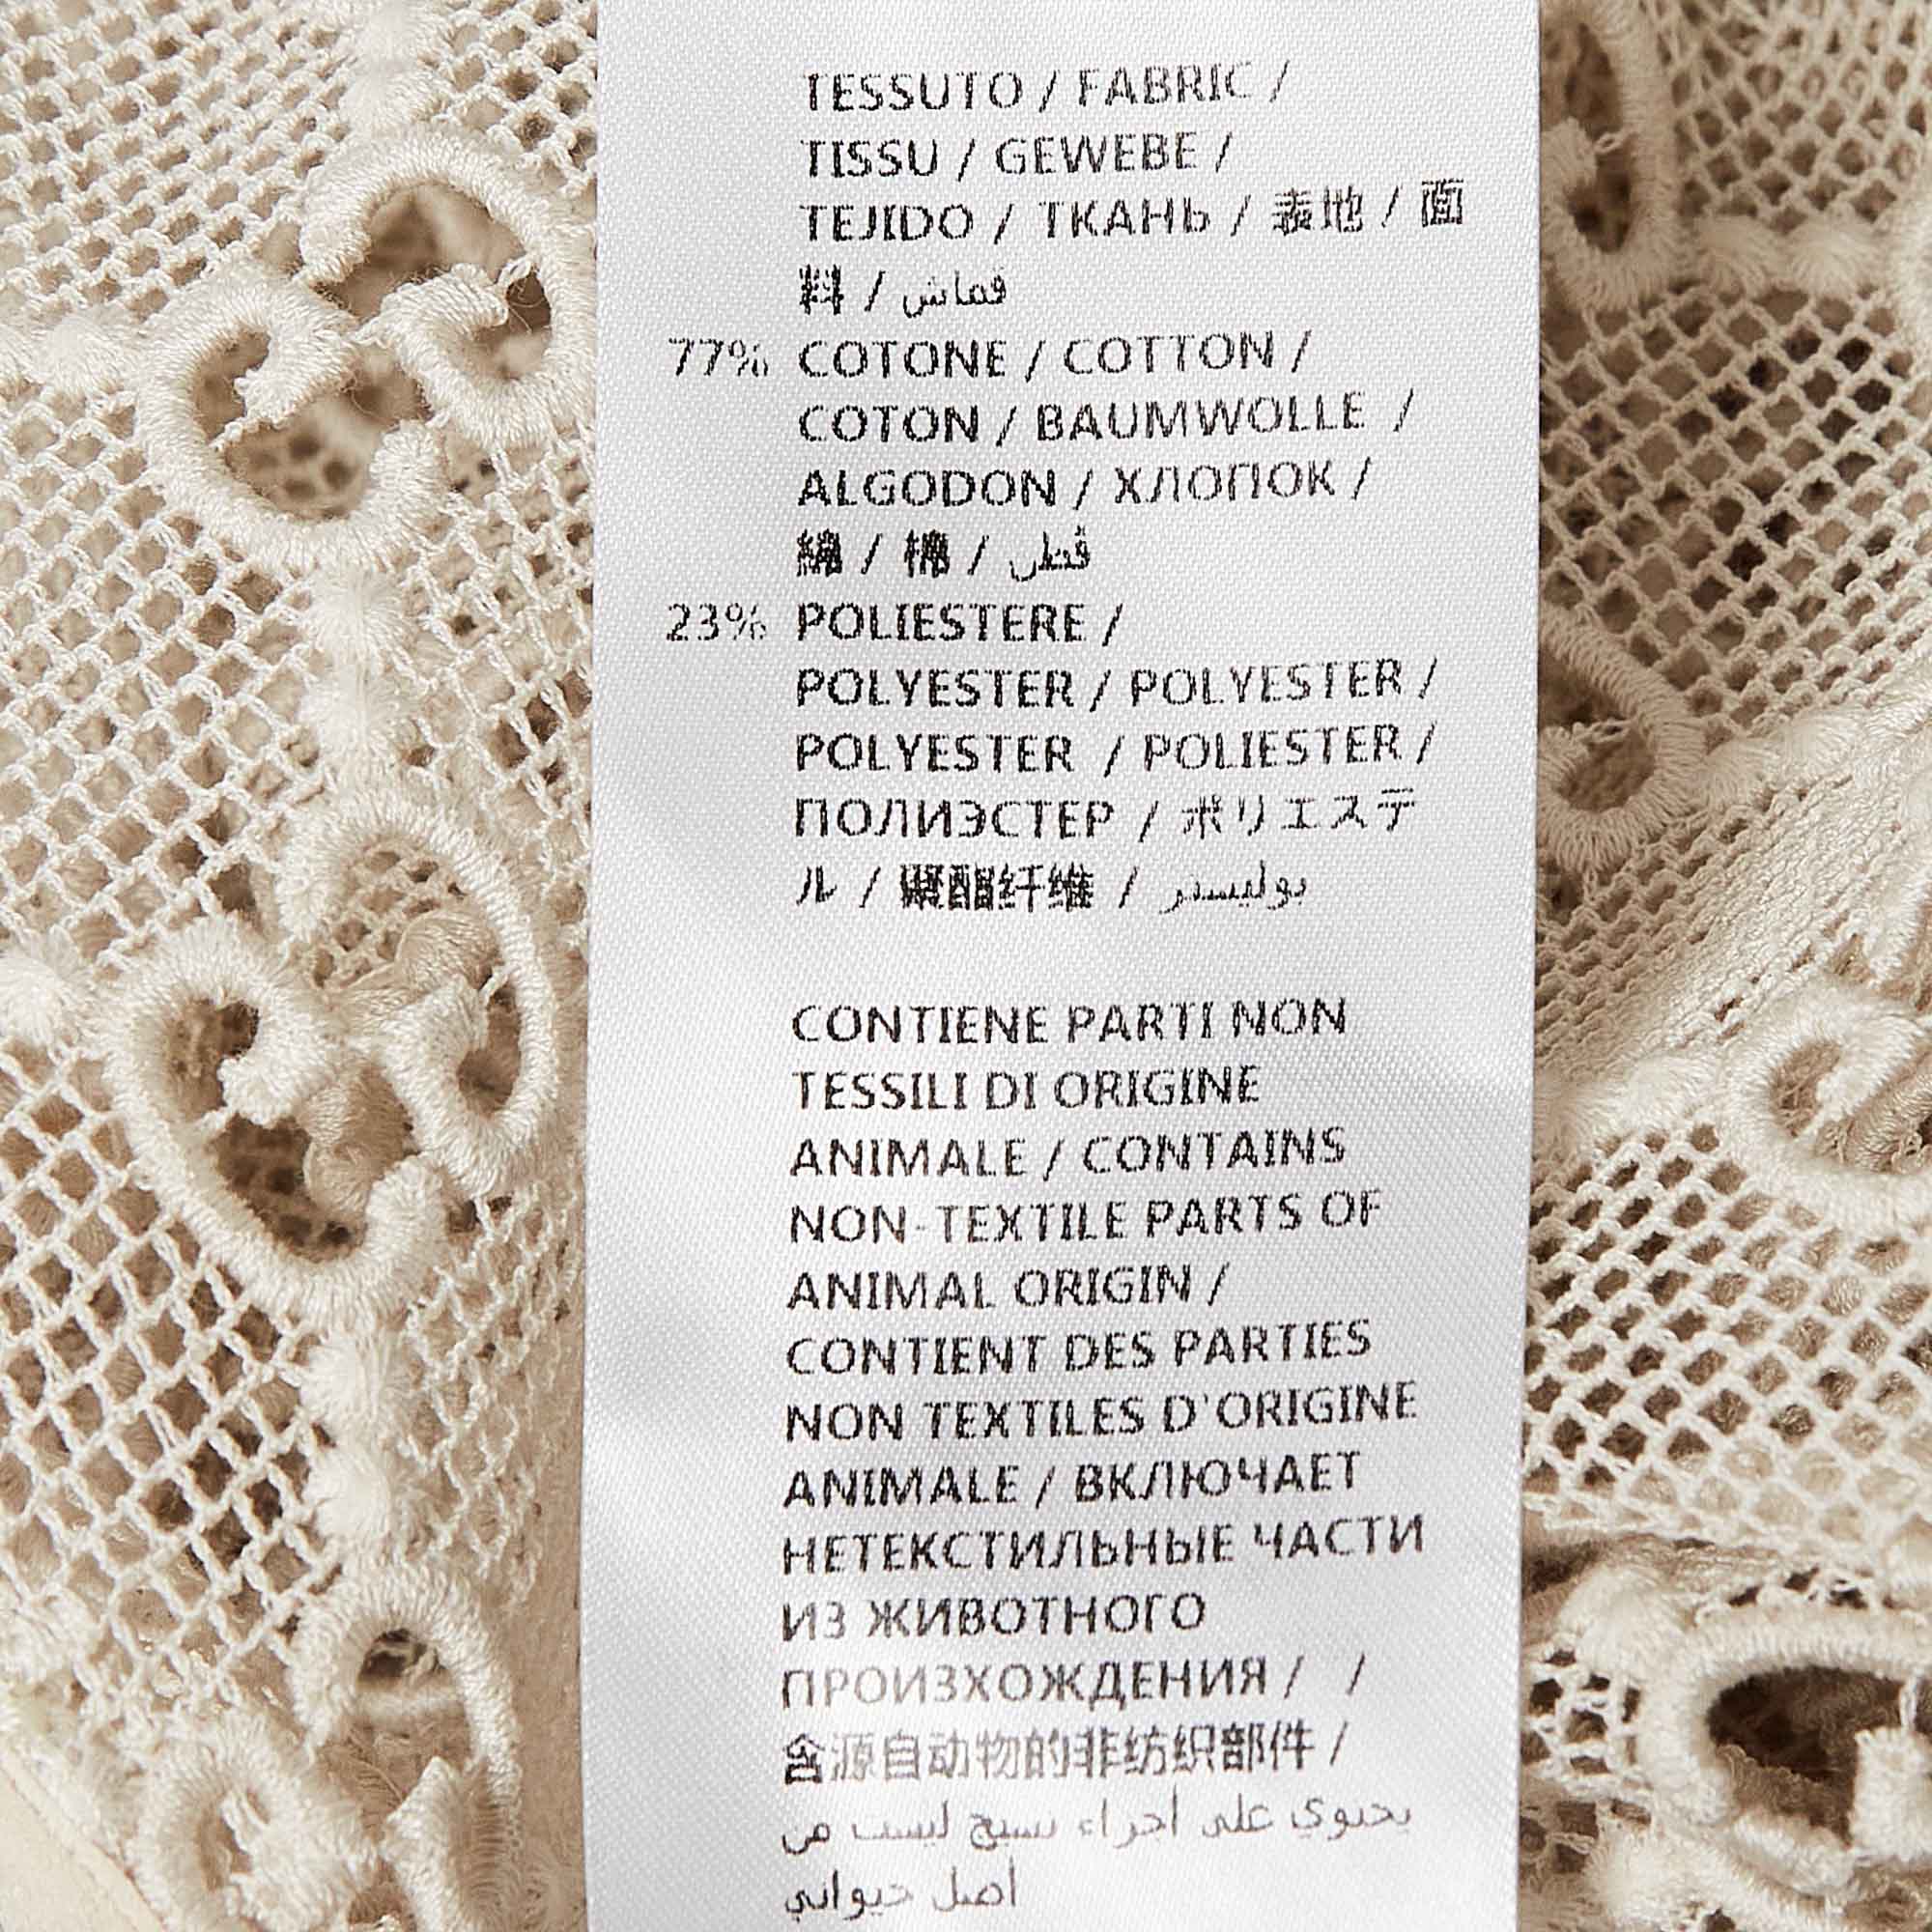 TESSUTO / FABRIC /
TISSU / GEWEBE /
TEJIDO / ТКАНЬ / 表地 / 面
料 / قماش
77% COTONE / COTTON /
COTON / BAUMWOLLE /
ALGODON / ХЛОПОК /
綿 / 棉 / قطن
23% POLIESTERE /
POLYESTER / POLYESTER /
POLYESTER / POLIESTER /
ПОЛИЭСТЕР / ポリエステ
ル / 聚酯纤维 / بوليستر
CONTIENE PARTI NON
TESSILI DI ORIGINE
ANIMALE / CONTAINS
NON-TEXTILE PARTS OF
ANIMAL ORIGIN /
CONTIENT DES PARTIES
NON TEXTILES D'ORIGINE
ANIMALE / ВКЛЮЧАЕТ
НЕТЕКСТИЛЬНЫЕ ЧАСТИ
ИЗ ЖИВОТНОГО
ПРОИЗХОЖДЕНИЯ / /
含源自动物的非纺织部件 /
يحتوي على أجزاء نسيج ليست من
أصل حيواني